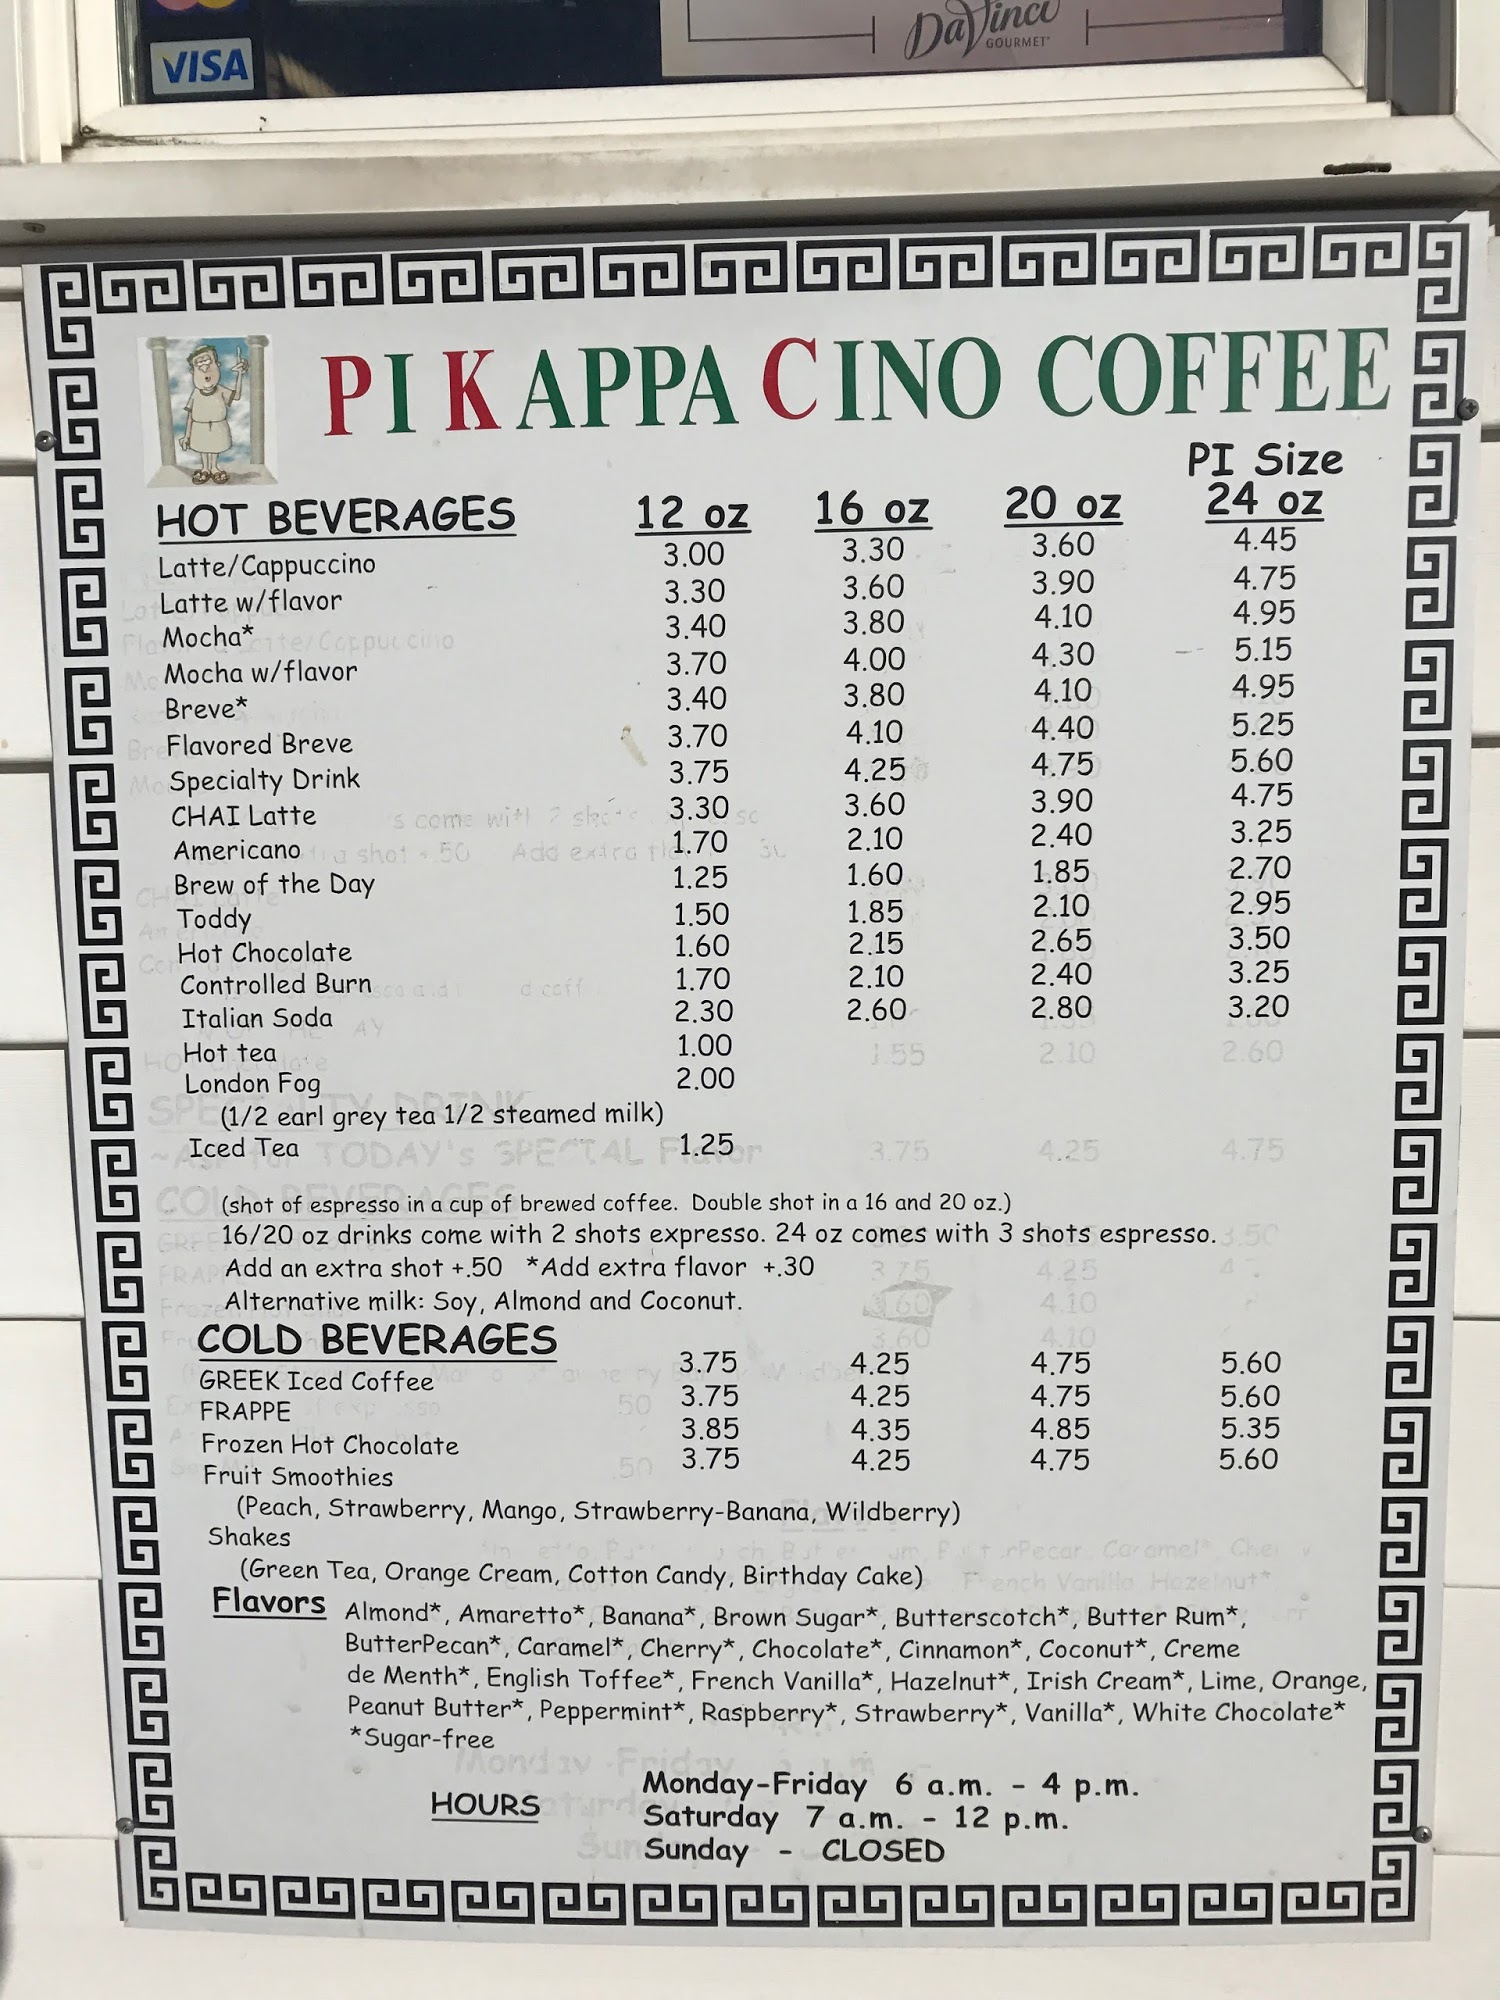 VISA
DaVinci
GOURMET
PI KAPPA CINO COFFEE
PI Size
HOT BEVERAGES 12 oz 16 oz 20 oz 24 oz
Latte/Cappuccino 3.00 3.30 3.60 4.45
Latte w/flavor 3.30 3.60 3.90 4.75
Mocha* 3.40 3.80 4.10 4.95
Mocha w/flavor 3.70 4.00 4.30 5.15
Breve* 3.40 3.80 4.10 4.95
Flavored Breve 3.70 4.10 4.40 5.25
Specialty Drink 3.75 4.25 4.75 5.60
CHAI Latte 3.30 3.60 3.90 4.75
Americano 1.70 2.10 2.40 3.25
Brew of the Day 1.25 1.60 1.85 2.70
Toddy 1.50 1.85 2.10 2.95
Hot Chocolate 1.60 2.15 2.65 3.50
Controlled Burn 1.70 2.10 2.40 3.25
Italian Soda 2.30 2.60 2.80 3.20
Hot tea 1.00
London Fog 2.00
(1/2 earl grey tea 1/2 steamed milk)
Iced Tea 1.25
(shot of espresso in a cup of brewed coffee. Double shot in a 16 and 20 oz.)
16/20 oz drinks come with 2 shots expresso. 24 oz comes with 3 shots espresso.
Add an extra shot +.50 *Add extra flavor +.30
Alternative milk: Soy, Almond and Coconut.
COLD BEVERAGES
GREEK Iced Coffee 3.75 4.25 4.75 5.60
FRAPPE 3.75 4.25 4.75 5.60
Frozen Hot Chocolate 3.85 4.35 4.85 5.35
Fruit Smoothies 3.75 4.25 4.75 5.60
(Peach, Strawberry, Mango, Strawberry-Banana, Wildberry)
Shakes
(Green Tea, Orange Cream, Cotton Candy, Birthday Cake)
Flavors Almond*, Amaretto*, Banana*, Brown Sugar*, Butterscotch*, Butter Rum*,
ButterPecan*, Caramel*, Cherry*, Chocolate*, Cinnamon*, Coconut*, Creme
de Menth*, English Toffee*, French Vanilla*, Hazelnut*, Irish Cream*, Lime, Orange,
Peanut Butter*, Peppermint*, Raspberry*, Strawberry*, Vanilla*, White Chocolate*
*Sugar-free
HOURS Monday-Friday 6 a.m. - 4 p.m.
Saturday 7 a.m. - 12 p.m.
Sunday - CLOSED